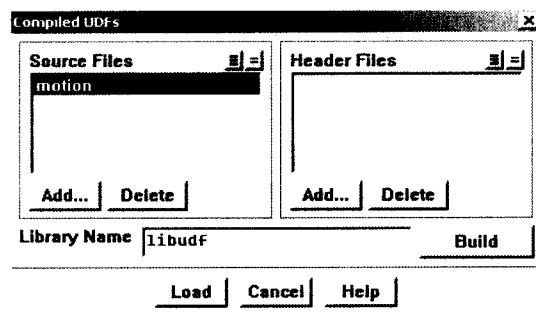 Compiled UDFs
Source Files
Header Files
motion
Add... Delete
Add... Delete
Library Name libudf Build
Load Cancel Help